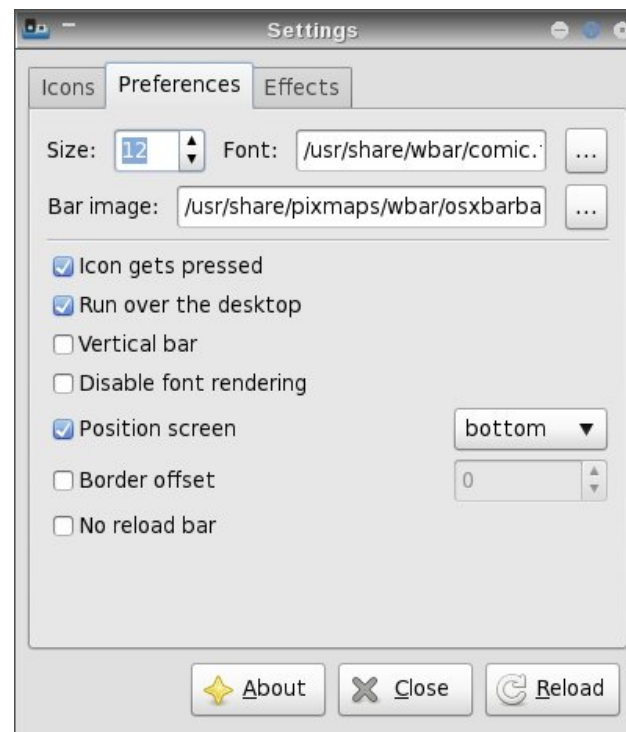 Settings
Icons Preferences Effects
Size: 12 Font: /usr/share/wbar/comic.
Bar image: /usr/share/pixmaps/wbar/osxbarba ...
Icon gets pressed
Run over the desktop
Vertical bar
Disable font rendering
Position screen bottom
Border offset 0
No reload bar
About Close Reload